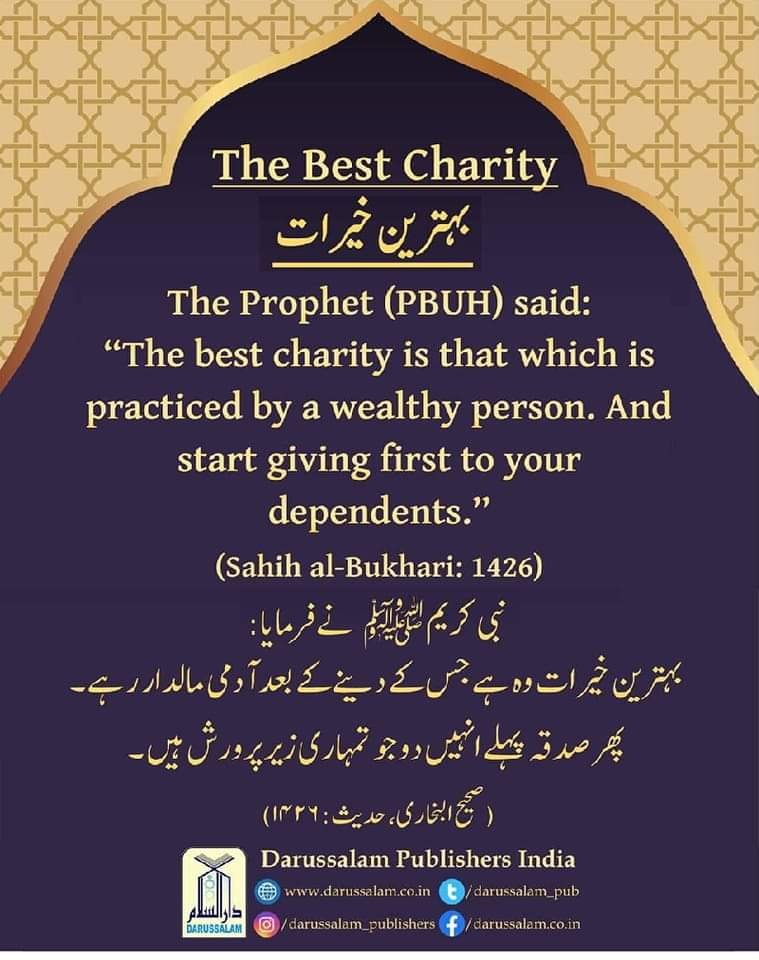 The Best Charity
بہترین خیرات
The Prophet (PBUH) said:
“The best charity is that which is
practiced by a wealthy person. And
start giving first to your
dependents.”
(Sahih al-Bukhari: 1426)
نبی کریم ﷺ نے فرمایا:
بہترین خیرات وہ ہے جس کے دینے کے بعد آدمی مالدار رہے۔
پھر صدقہ پہلے انہیں دو جو تمہاری زیر پرورش ہیں۔
(صحیح البخاری، حدیث: ۱۴۲۶)
Darussalam Publishers India
www.darussalam.co.in /darussalam_pub
/darussalam_publishers /darussalam.co.in
دارالسلام
DARUSSALAM